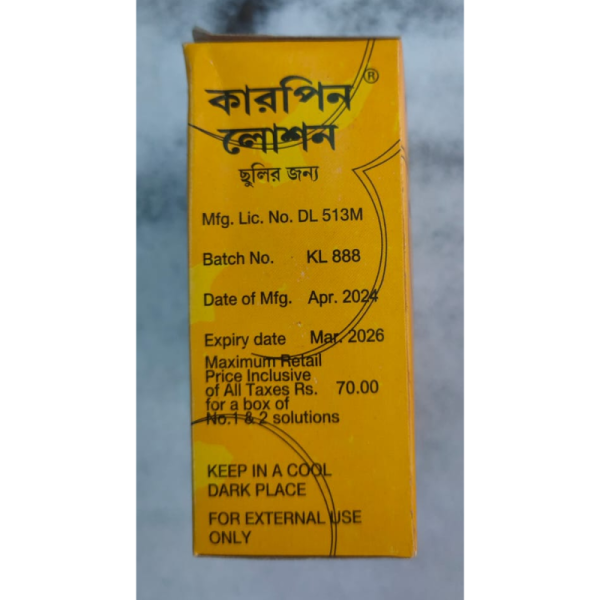 কারপিন ®
লোশন
ছুলির জন্য
Mfg. Lic. No. DL 513M
Batch No. KL 888
Date of Mfg. Apr. 2024
Expiry date Mar. 2026
Maximum Retail
Price Inclusive
of All Taxes Rs. 70.00
for a box of
No.1 & 2 solutions
KEEP IN A COOL
DARK PLACE
FOR EXTERNAL USE
ONLY